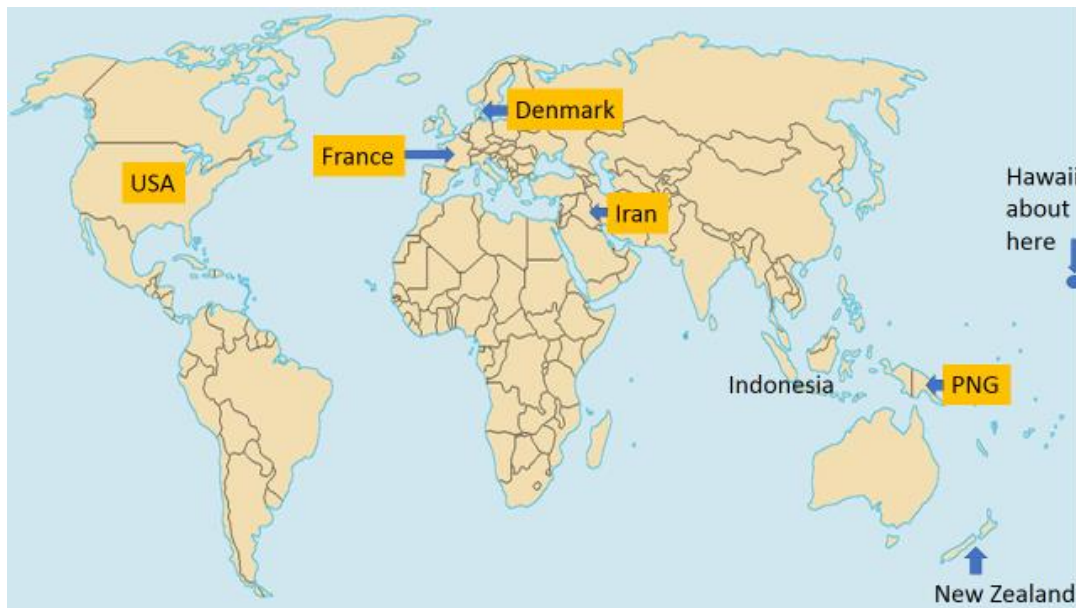 Denmark
France
USA
Hawaii
about
here
Iran
Indonesia
PNG
New Zealand